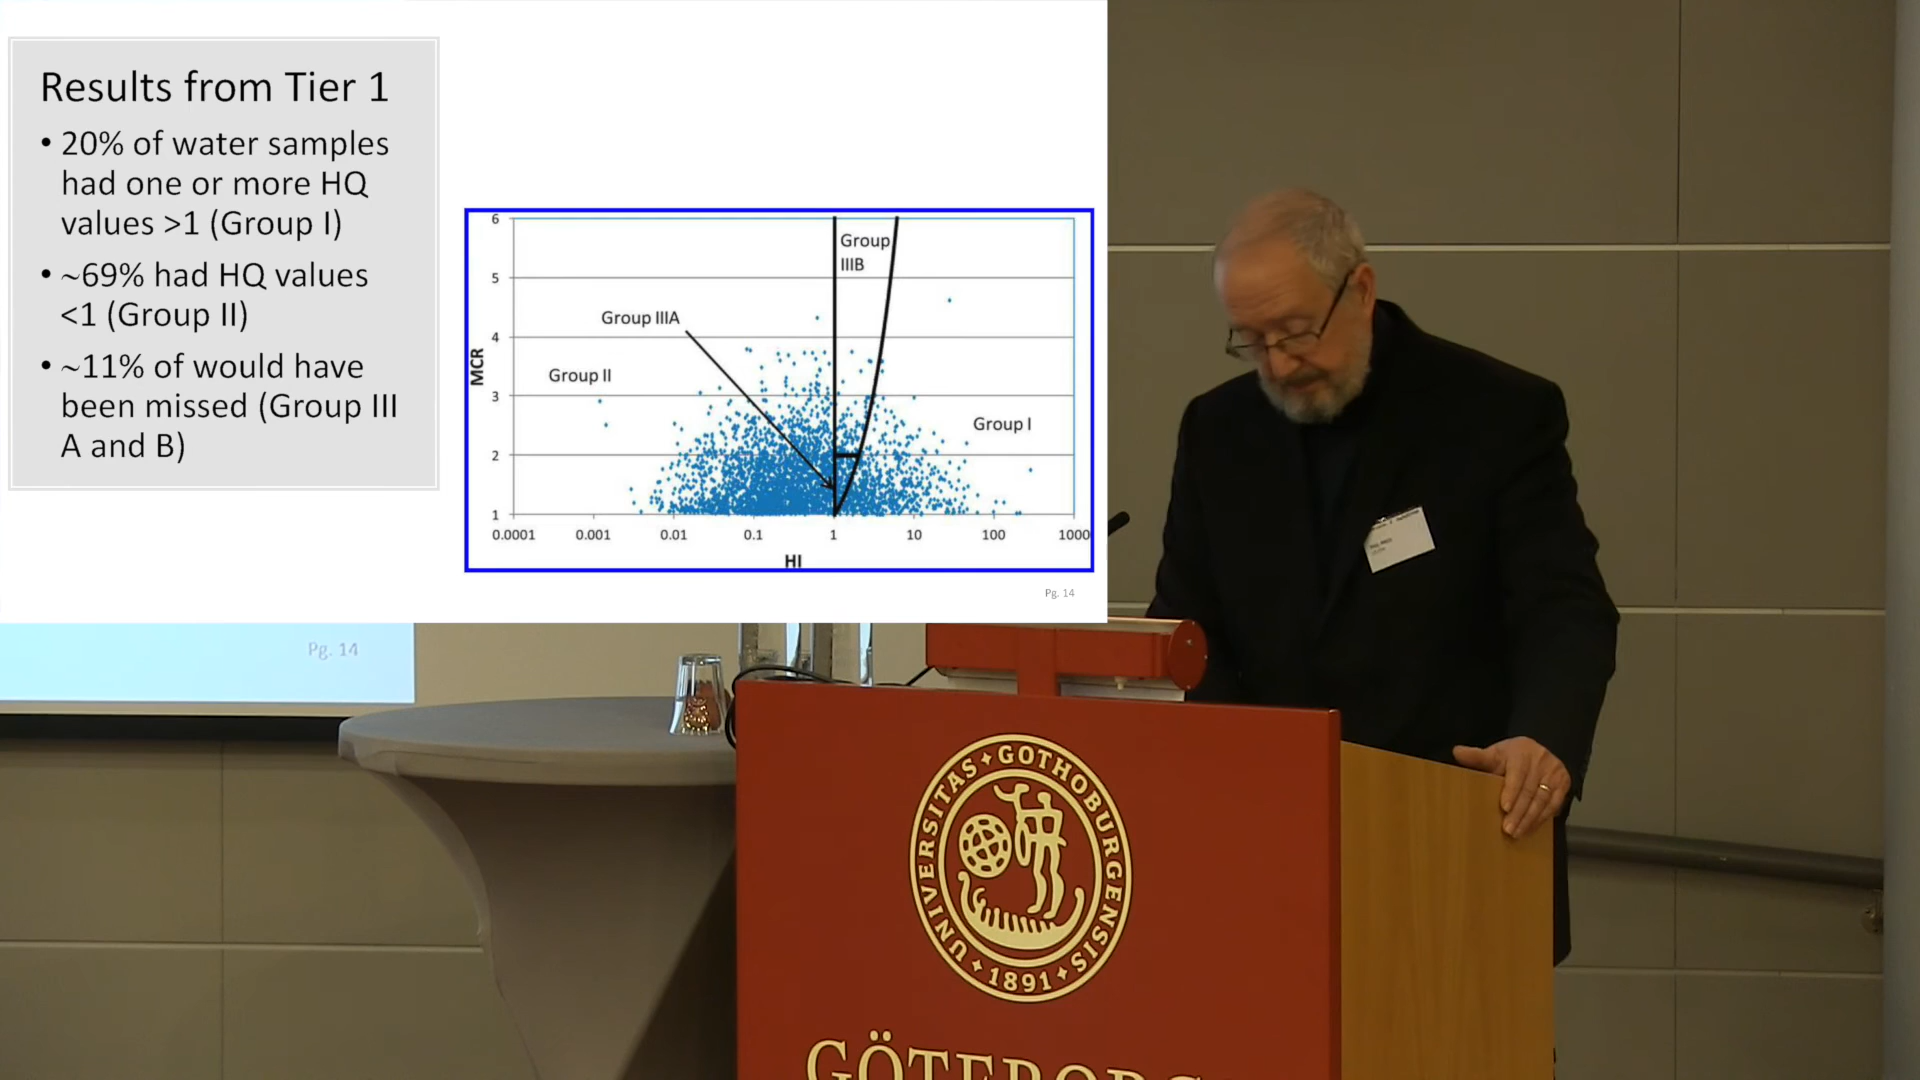 Results from Tier 1
• 20% of water samples
had one or more HQ
values >1 (Group I)
• ~69% had HQ values
<1 (Group II)
• ~11% of would have
been missed (Group III
A and B)
MCR
6
5
4
3
2
1
Group
IIIB
Group IIIA
Group II
Group I
0.0001 0.001 0.01 0.1 1 10 100 1000
HI
Pg. 14
Pg. 14
UNIVERSITAS ✦ GOTHOBURGENSIS
✦ 1891 ✦
GÖTEBORGS